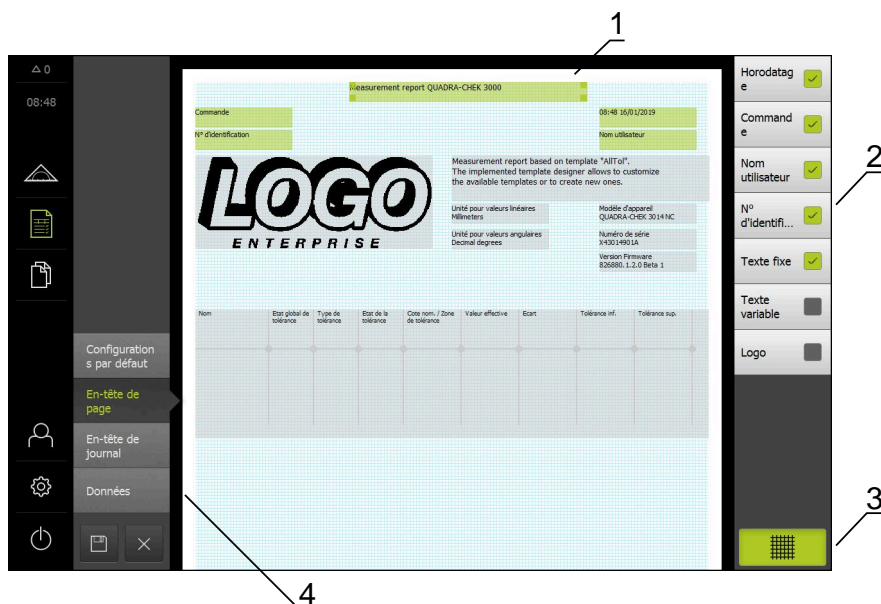 1
△ 0
08:48
Measurement report QUADRA-CHEK 3000
Commande
08:48 16/01/2019
N° d'identification
Nom utilisateur
LOGO
ENTERPRISE
Measurement report based on template "AllTol".
The implemented template designer allows to customize
the available templates or to create new ones.
Unité pour valeurs linéaires
Millimeters
Modèle d'appareil
QUADRA-CHEK 3014 NC
Unité pour valeurs angulaires
Decimal degrees
Numéro de série
X43014901A
Version Firmware
826880.1.2.0 Beta 1
Nom
Etat global de
tolérance
Type de
tolérance
Etat de la
tolérance
Cote nom. / Zone
de tolérance
Valeur effective
Ecart
Tolérance inf.
Tolérance sup.
Configuration
s par défaut
En-tête de
page
En-tête de
journal
Données
Horodatag
e
Command
e
Nom
utilisateur
N°
d'identifi...
Texte fixe
Texte
variable
Logo
2
3
4